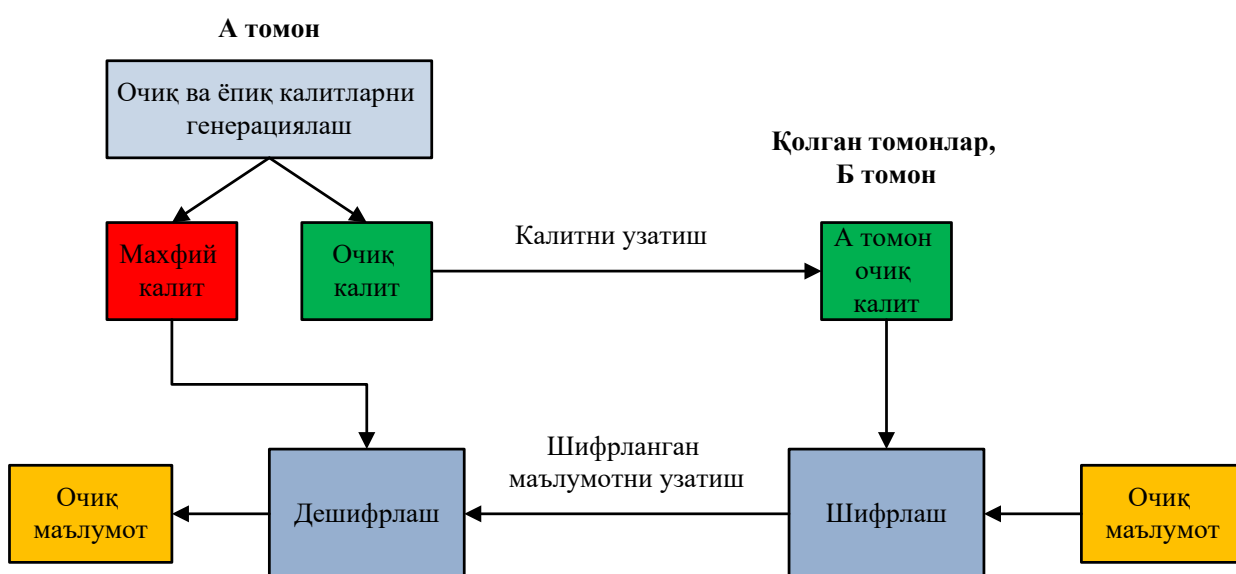 А томон
Очиқ ва ёпиқ калитларни
генерациялаш
Қолган томонлар,
Б томон
Махфий
калит
Очиқ
калит
Калитни узатиш
А томон
очиқ
калит
Шифрланган
маълумотни узатиш
Очиқ
маълумот
Дешифрлаш
Шифрлаш
Очиқ
маълумот